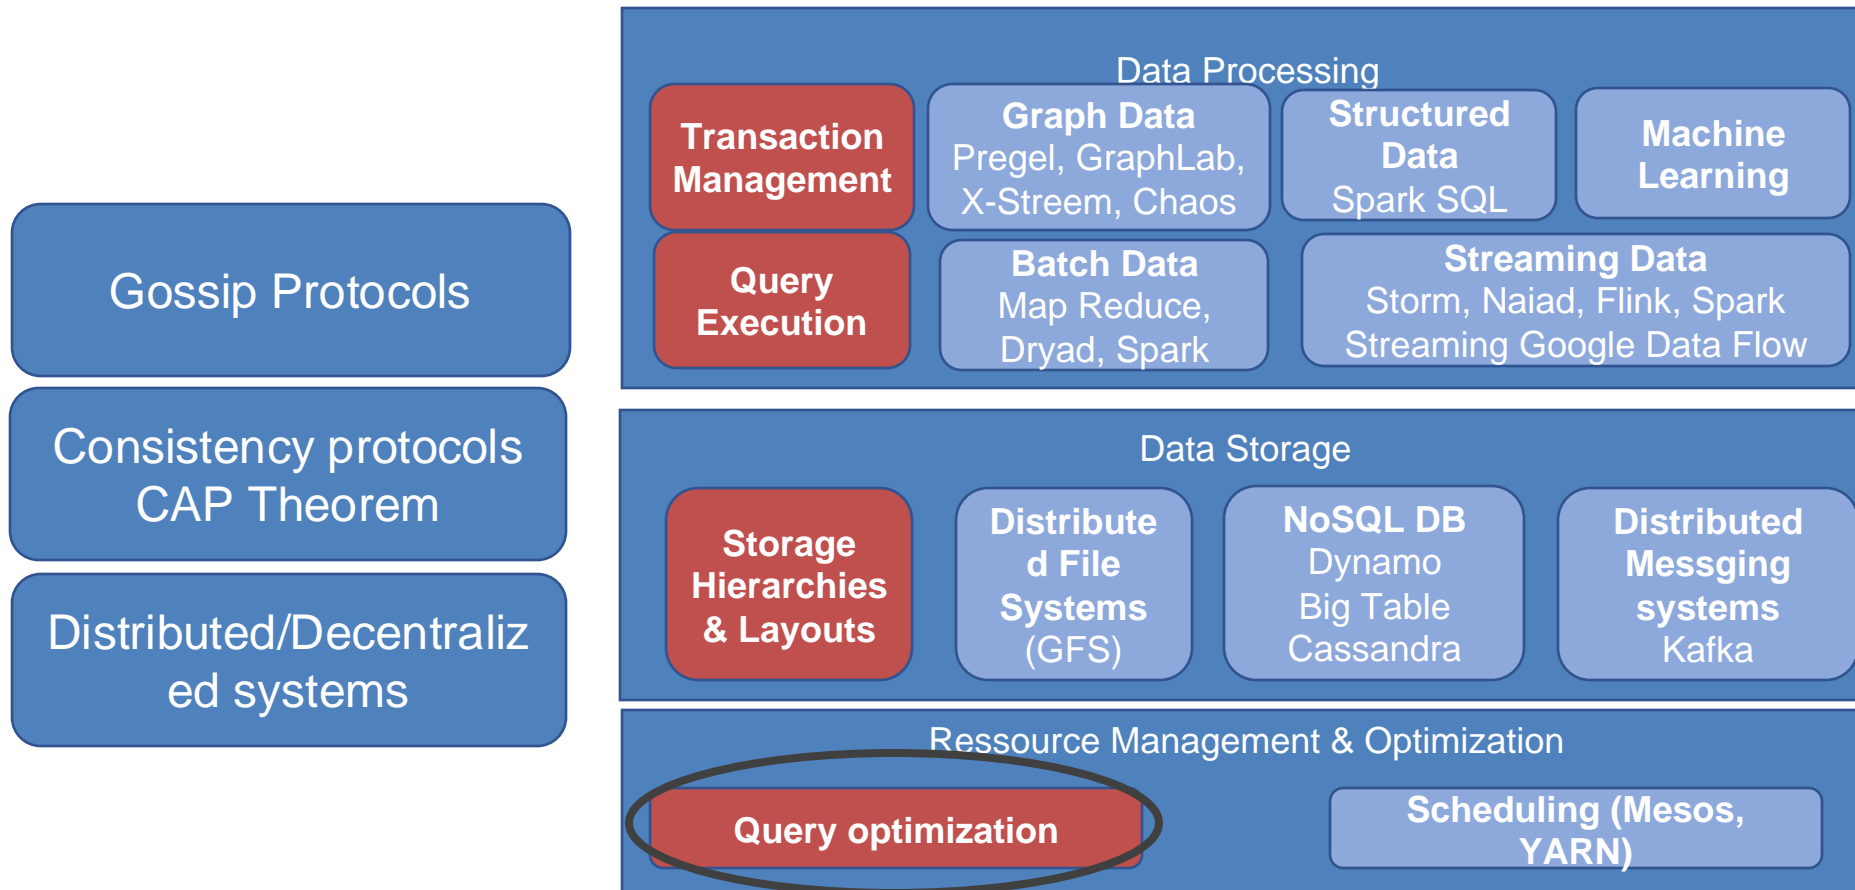 Gossip Protocols
Consistency protocols
CAP Theorem
Distributed/Decentraliz
ed systems
Data Processing
Transaction
Management
Graph Data
Pregel, GraphLab,
X-Streem, Chaos
Structured
Data
Spark SQL
Machine
Learning
Query
Execution
Batch Data
Map Reduce,
Dryad, Spark
Streaming Data
Storm, Naiad, Flink, Spark
Streaming Google Data Flow
Data Storage
Storage
Hierarchies
& Layouts
Distribute
d File
Systems
(GFS)
NoSQL DB
Dynamo
Big Table
Cassandra
Distributed
Messging
systems
Kafka
Ressource Management & Optimization
Query optimization
Scheduling (Mesos,
YARN)